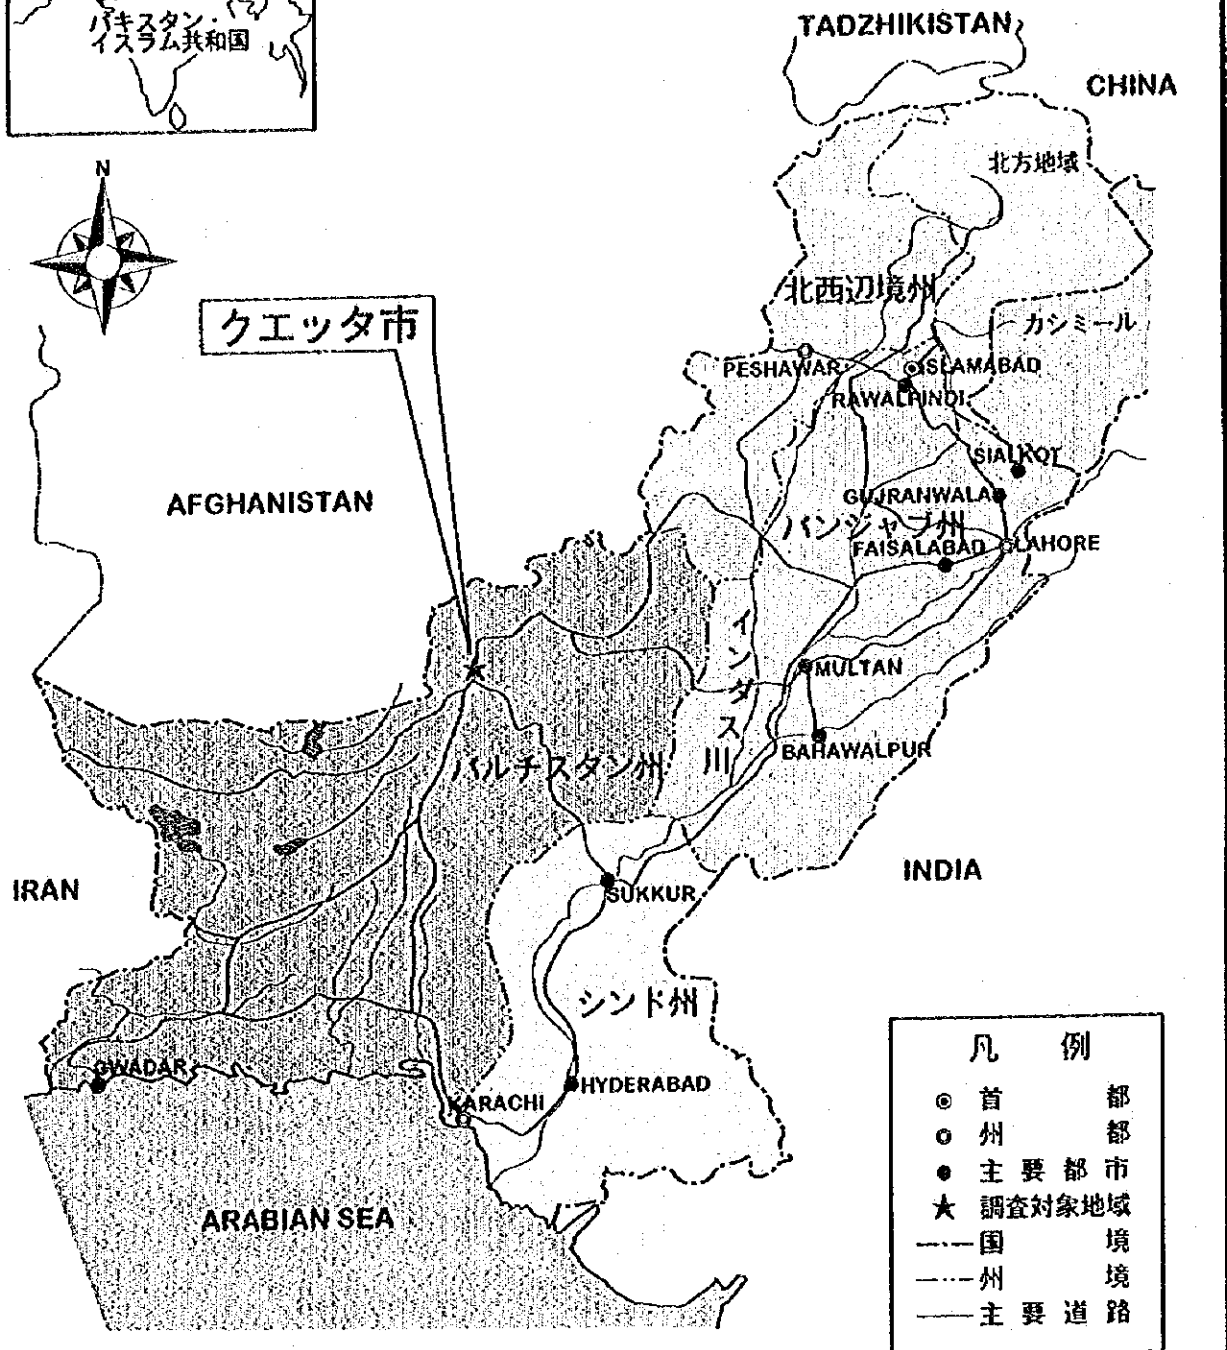 パキスタン・
イスラム共和国
TADZHIKISTAN
CHINA
N
北方地域
北西辺境州
クエッタ市
カシミール
PESHAWAR
ISLAMABAD
RAWALPINDI
SIALKOT
AFGHANISTAN
GUJRANWALA
パンジャブ州
FAISALABAD
LAHORE
インダス川
MULTAN
BAHAWALPUR
バルチスタン州
INDIA
IRAN
SUKKUR
シンド州
GWADAR
HYDERABAD
KARACHI
ARABIAN SEA
凡 例
首 都
州 都
主要都市
調査対象地域
国 境
州 境
主要道路